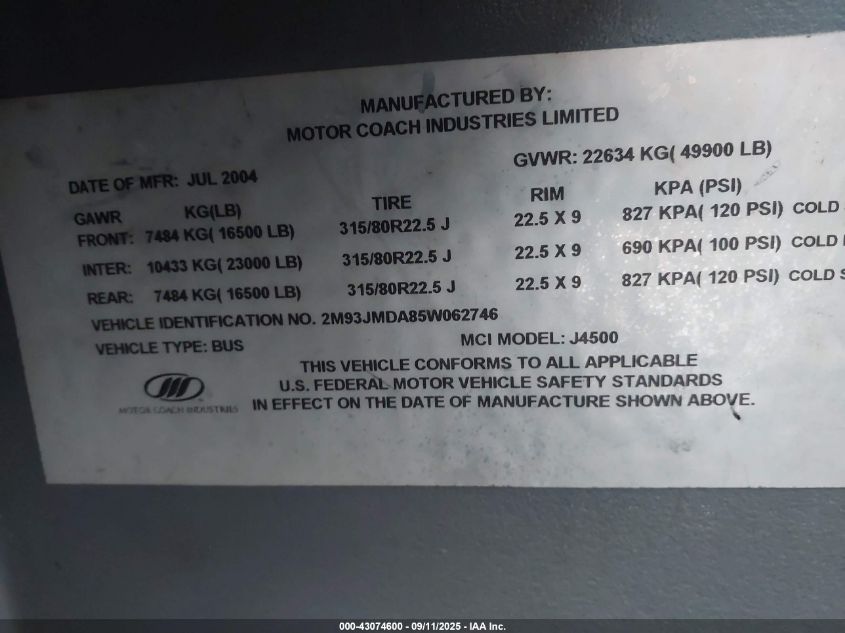 MANUFACTURED BY:
MOTOR COACH INDUSTRIES LIMITED
DATE OF MFR: JUL 2004 GVWR: 22634 KG( 49900 LB)
GAWR KG(LB) TIRE RIM KPA (PSI)
FRONT: 7484 KG( 16500 LB) 315/80R22.5 J 22.5 X 9 827 KPA( 120 PSI) COLD
INTER: 10433 KG( 23000 LB) 315/80R22.5 J 22.5 X 9 690 KPA( 100 PSI) COLD
REAR: 7484 KG( 16500 LB) 315/80R22.5 J 22.5 X 9 827 KPA( 120 PSI) COLD S
VEHICLE IDENTIFICATION NO. 2M93JMDA85W062746
VEHICLE TYPE: BUS MCI MODEL: J4500
THIS VEHICLE CONFORMS TO ALL APPLICABLE
U.S. FEDERAL MOTOR VEHICLE SAFETY STANDARDS
IN EFFECT ON THE DATE OF MANUFACTURE SHOWN ABOVE.
MOTOR COACH INDUSTRIES
000-43074600 - 09/11/2025 - IAA Inc.